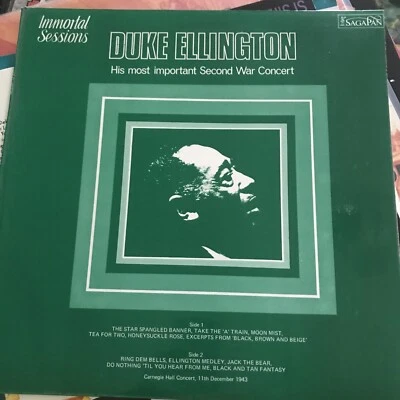 Immortal
Sessions
DUKE ELLINGTON
SAGAPAN
His most important Second War Concert
Side 1
THE STAR SPANGLED BANNER, TAKE THE 'A' TRAIN, MOON MIST,
TEA FOR TWO, HONEYSUCKLE ROSE, EXCERPTS FROM 'BLACK, BROWN AND BEIGE'
Side 2
RING DEM BELLS, ELLINGTON MEDLEY, JACK THE BEAR,
DO NOTHING 'TIL YOU HEAR FROM ME, BLACK AND TAN FANTASY
Carnegie Hall Concert, 11th December 1943